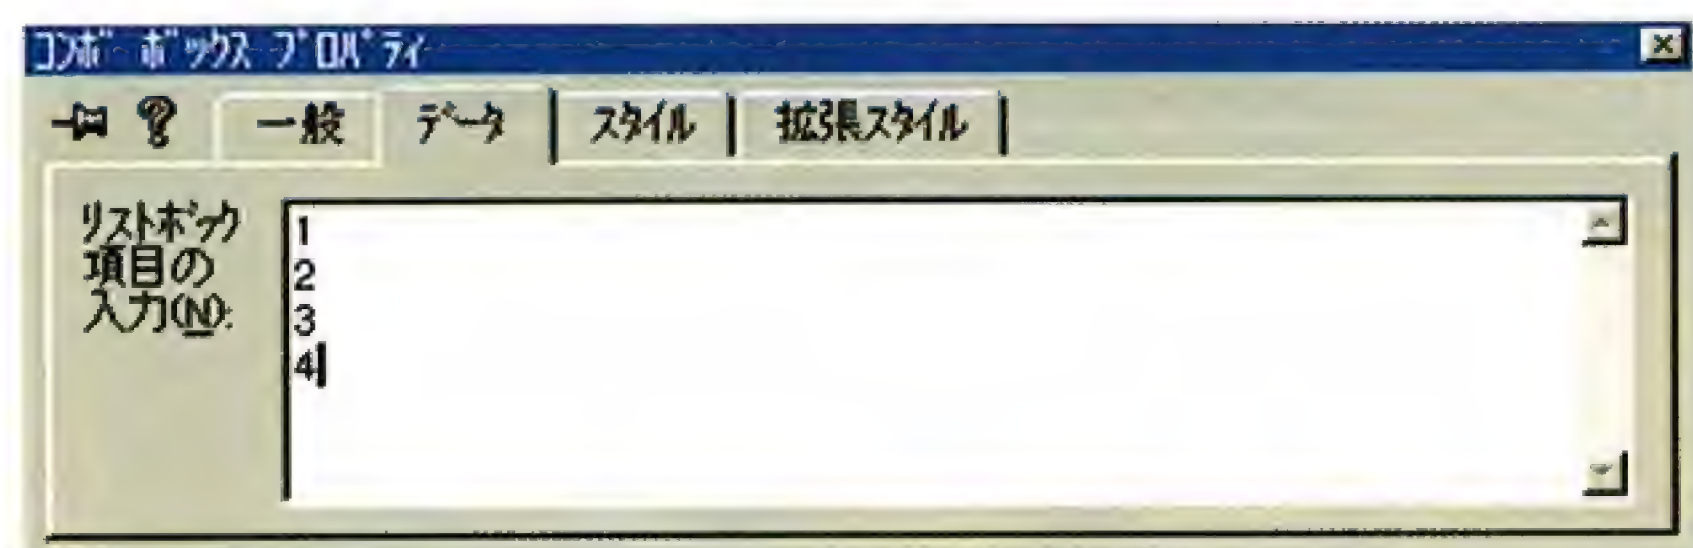 コンボ ボックス プロパティ
? 一般 データ スタイル 拡張スタイル
リストボック
項目の
入力(N):
1
2
3
4